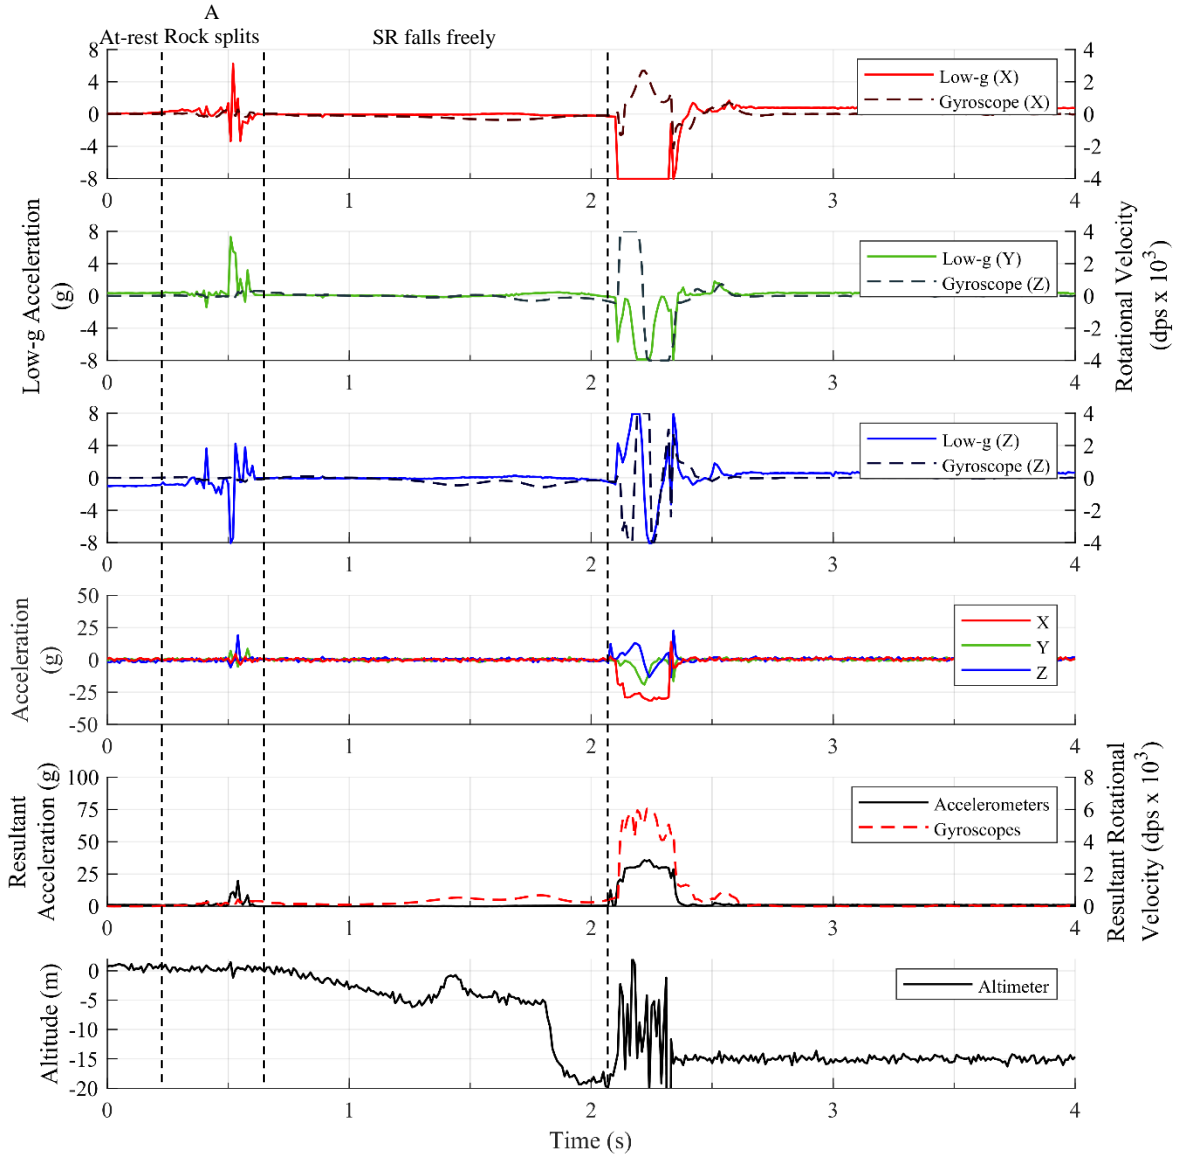 A
At-rest
Rock splits
SR falls freely
8
4
0
-4
-8
4
2
0
-2
-4
Low-g (X)
Gyroscope (X)
0
1
2
3
4
8
4
0
-4
-8
4
2
0
-2
-4
Low-g (Y)
Gyroscope (Z)
0
1
2
3
4
Low-g Acceleration
(g)
Rotational Velocity
(dps x 10³)
8
4
0
-4
-8
4
2
0
-2
-4
Low-g (Z)
Gyroscope (Z)
0
1
2
3
4
Acceleration
(g)
50
25
0
-25
-50
X
Y
Z
0
1
2
3
4
Resultant
Acceleration (g)
100
75
50
25
0
8
6
4
2
0
Resultant Rotational
Velocity (dps x 10³)
Accelerometers
Gyroscopes
0
1
2
3
4
Altitude (m)
0
-5
-10
-15
-20
Altimeter
0
1
2
3
4
Time (s)